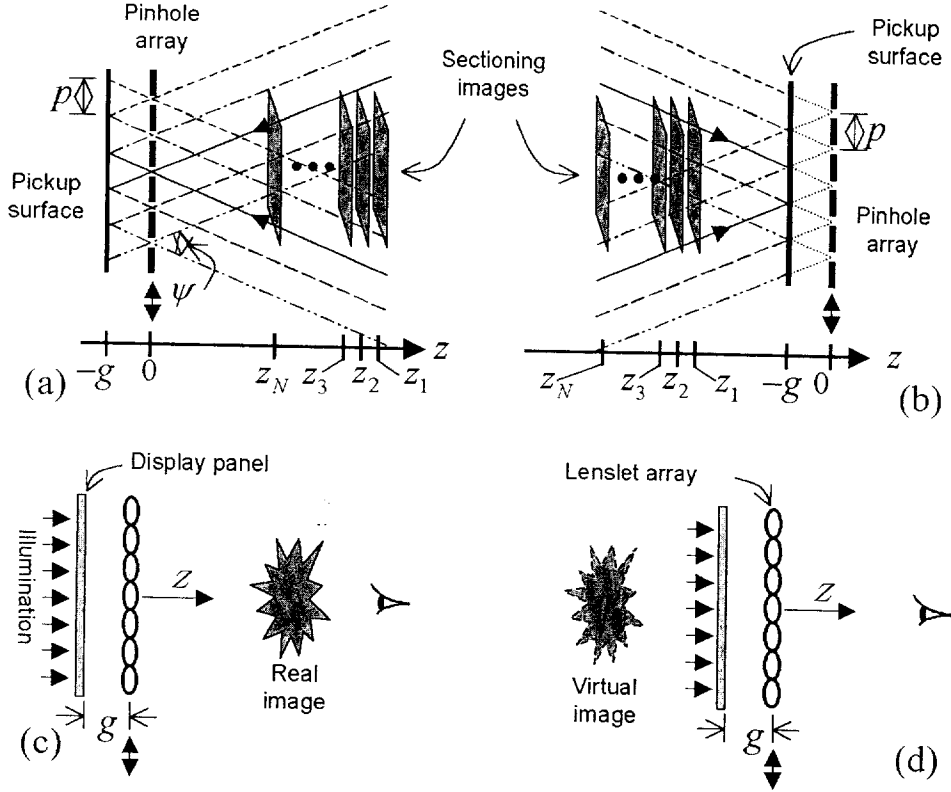 Pinhole
array
Pickup
surface
Sectioning
images
p
p
Pickup
surface
Pinhole
array
ψ
z
z
(a)
−g
0
z_N
z_3
z_2
z_1
z_N
z_3
z_2
z_1
−g
0
(b)
Display panel
Lenslet array
Illumination
z
z
Real
image
Virtual
image
(c)
g
g
(d)